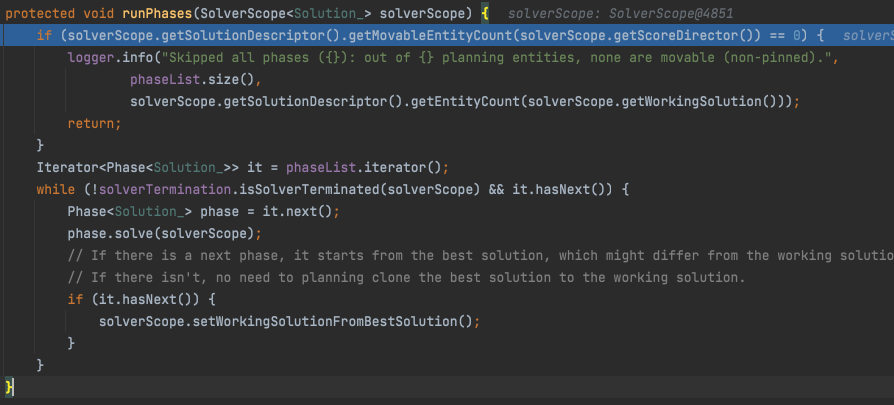 protected void runPhases(SolverScope<Solution_> solverScope) {   solverScope: SolverScope@4851
    if (solverScope.getSolutionDescriptor().getMovableEntityCount(solverScope.getScoreDirector()) == 0) {   solverS
        logger.info("Skipped all phases ({}): out of {} planning entities, none are movable (non-pinned).",
                phaseList.size(),
                solverScope.getSolutionDescriptor().getEntityCount(solverScope.getWorkingSolution()));
        return;
    }
    Iterator<Phase<Solution_>> it = phaseList.iterator();
    while (!solverTermination.isSolverTerminated(solverScope) && it.hasNext()) {
        Phase<Solution_> phase = it.next();
        phase.solve(solverScope);
        // If there is a next phase, it starts from the best solution, which might differ from the working solutio
        // If there isn't, no need to planning clone the best solution to the working solution.
        if (it.hasNext()) {
            solverScope.setWorkingSolutionFromBestSolution();
        }
    }
}